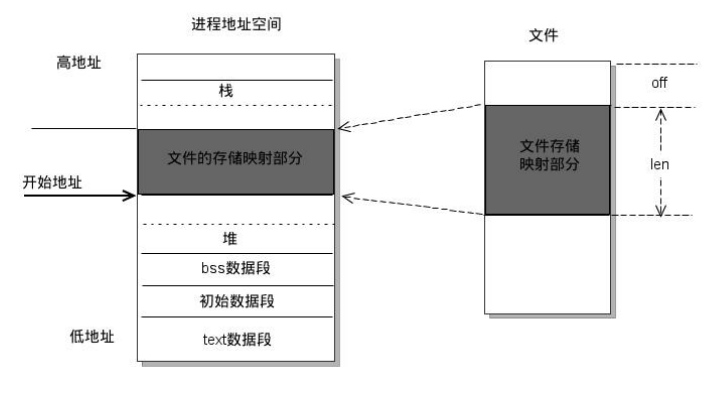 进程地址空间
文件
高地址
栈
off
文件的存储映射部分
文件存储
映射部分
len
开始地址
堆
bss数据段
初始数据段
低地址
text数据段